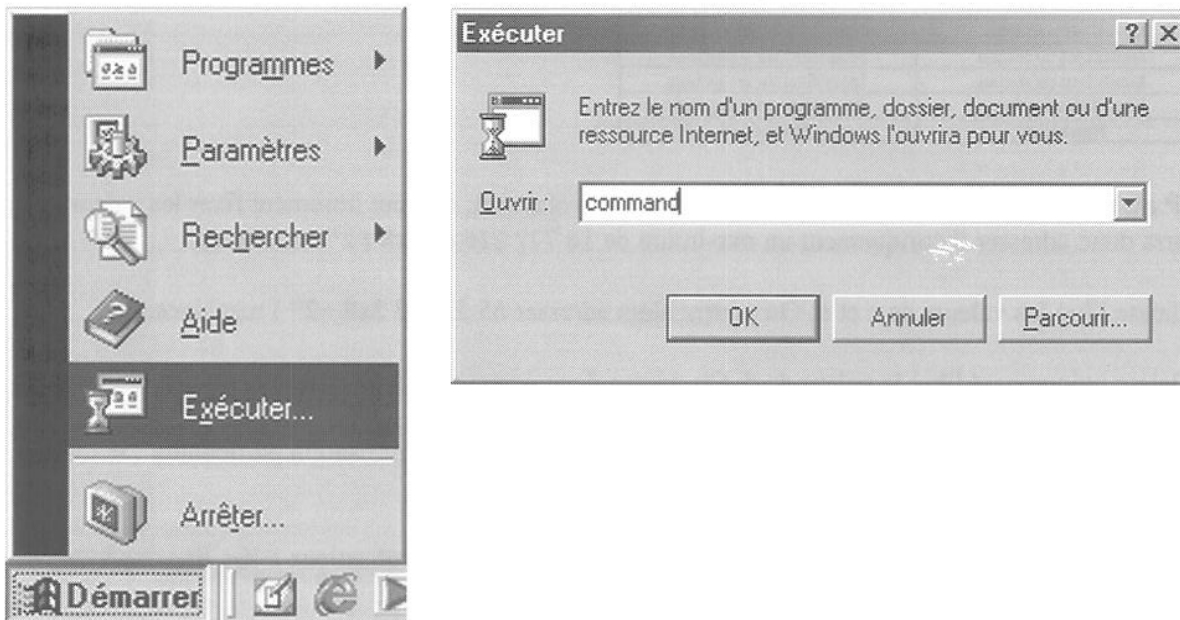 Programmes
Paramètres
Rechercher
Aide
Exécuter...
Arrêter...
Démarrer
Exécuter
Entrez le nom d'un programme, dossier, document ou d'une
ressource Internet, et Windows l'ouvrira pour vous.
Ouvrir :
command
OK
Annuler
Parcourir...